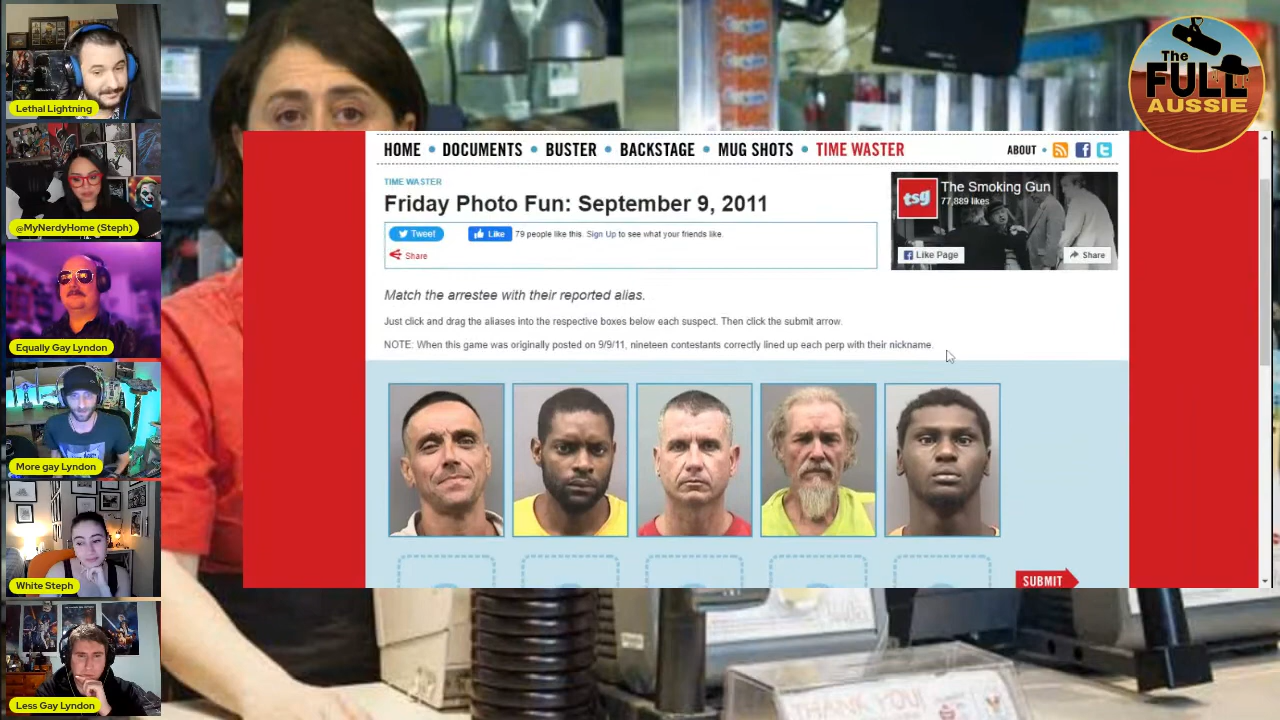 Lethal Lightning
@MyNerdyHome (Steph)
Equally Gay Lyndon
More gay Lyndon
White Steph
Less Gay Lyndon
The
FULL
AUSSIE
HOME • DOCUMENTS • BUSTER • BACKSTAGE • MUG SHOTS • TIME WASTER
ABOUT •
TIME WASTER
Friday Photo Fun: September 9, 2011
Tweet
Like 79 people like this. Sign Up to see what your friends like.
Share
tsg
The Smoking Gun
77,889 likes
Like Page
Share
Match the arrestee with their reported alias.
Just click and drag the aliases into the respective boxes below each suspect. Then click the submit arrow.
NOTE: When this game was originally posted on 9/9/11, nineteen contestants correctly lined up each perp with their nickname.
SUBMIT
THANK YOU